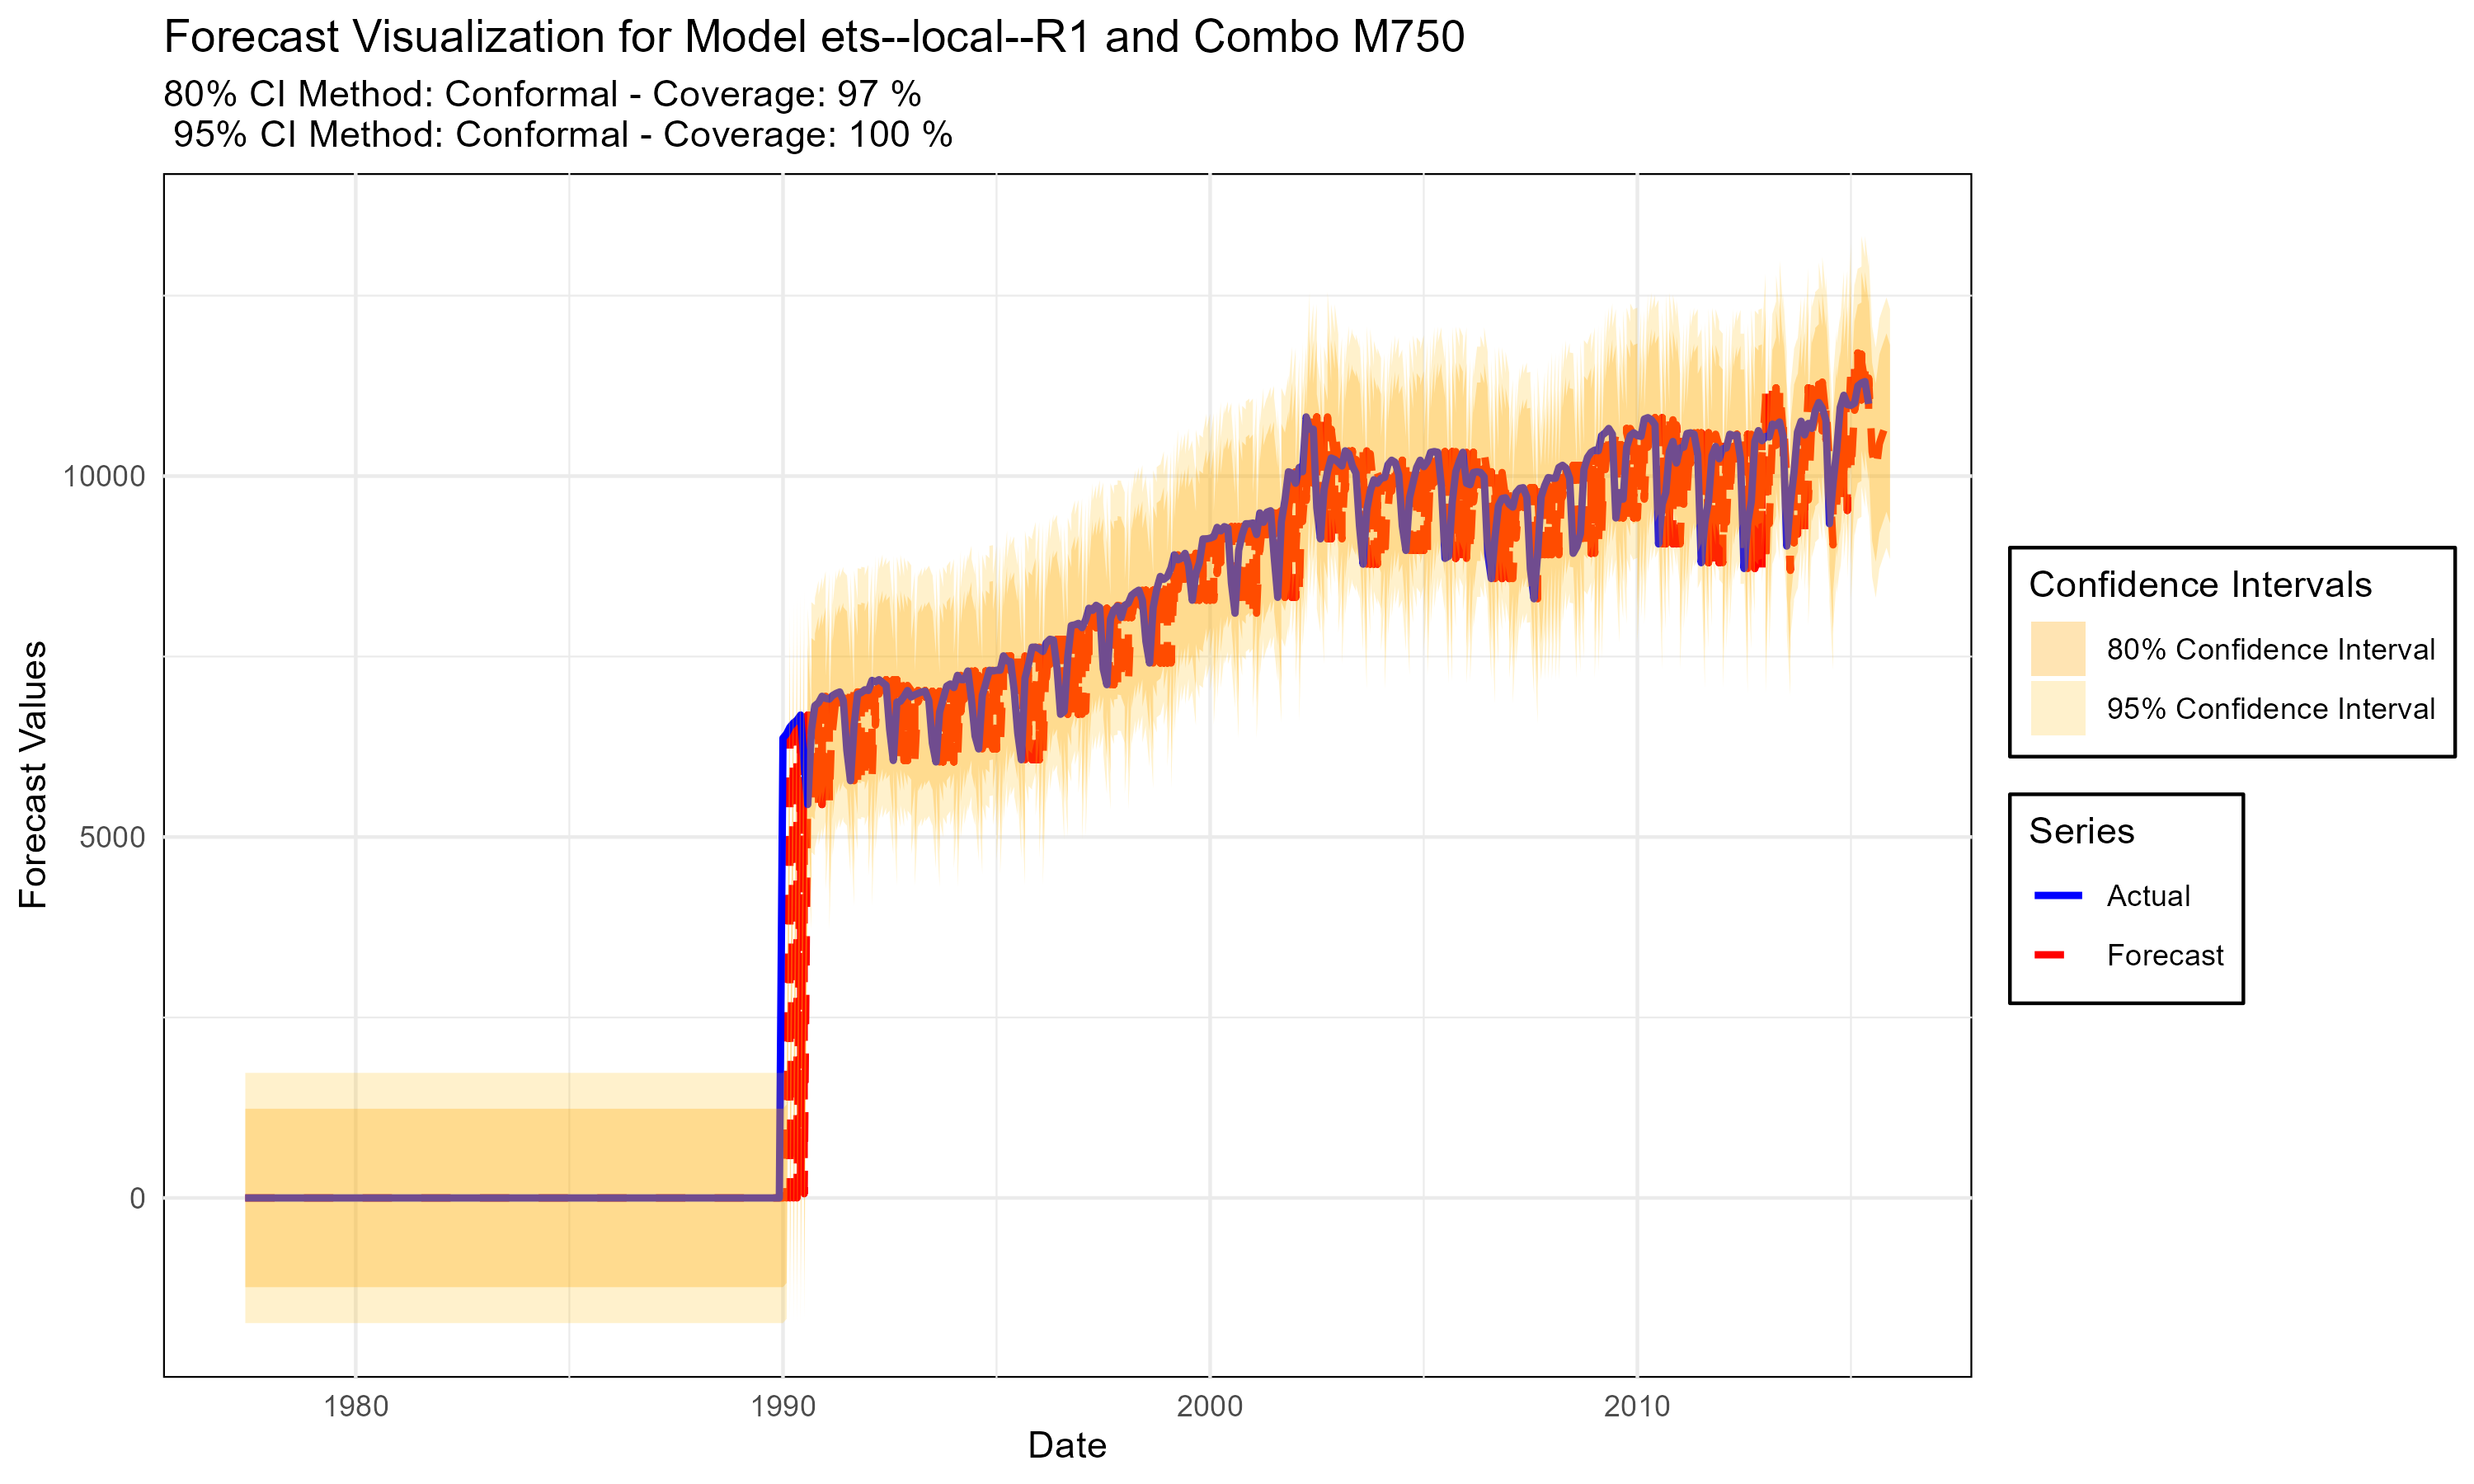 Forecast Visualization for Model ets--local--R1 and Combo M750
80% CI Method: Conformal - Coverage: 97 %
95% CI Method: Conformal - Coverage: 100 %
Forecast Values
10000
5000
0
1980
1990
2000
2010
Date
Confidence Intervals
80% Confidence Interval
95% Confidence Interval
Series
Actual
Forecast